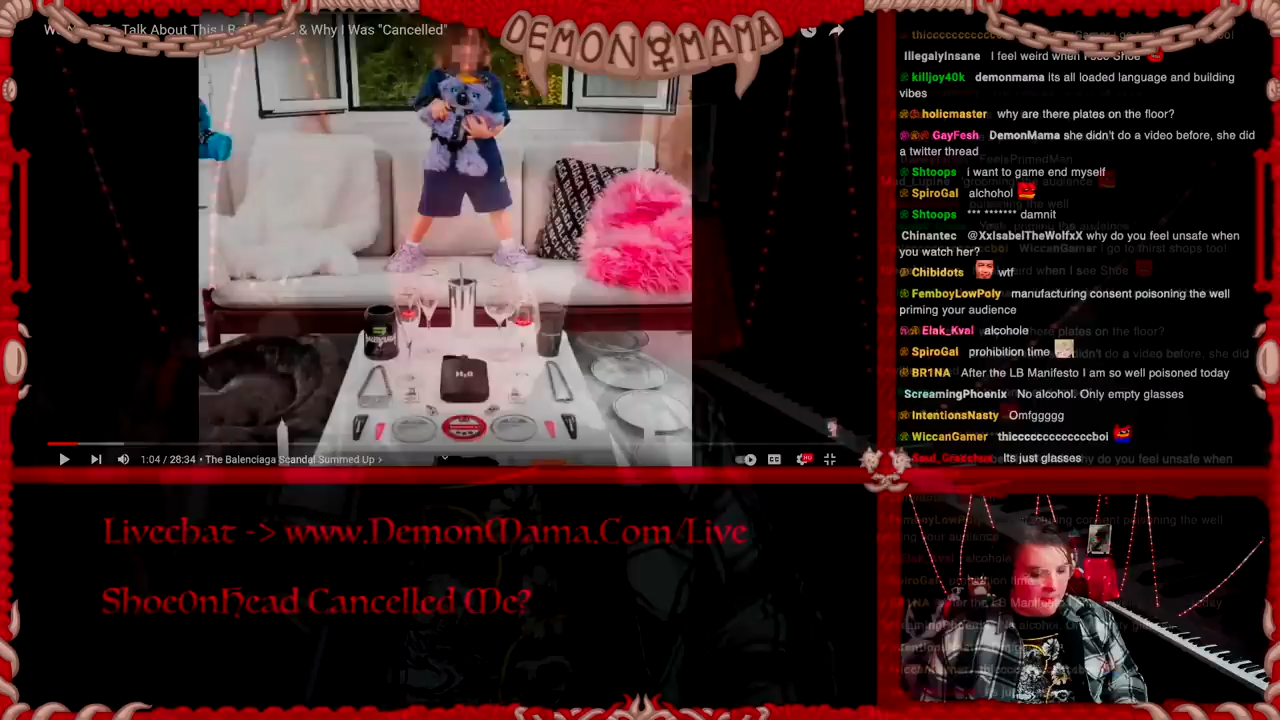 DEMON MAMA
Talk About This | Ba & Why I Was "Cancelled"
IllegalyInsane I feel weird when I see Shoe
killjoy40k demonmama its all loaded language and building
vibes
holicmaster why are there plates on the floor?
GayFesh DemonMama she didn't do a video before, she did
a twitter thread
Shtoops i want to game end myself
SpiroGal alchohol
Shtoops *** ******* damnit
Chinantec @XxIsabelTheWolfxX why do you feel unsafe when
you watch her?
Chibidots wtf
FemboyLowPoly manufacturing consent poisoning the well
priming your audience
Elak_Kval alcohole
SpiroGal prohibition time
BR1NA After the LB Manifesto I am so well poisoned today
ScreamingPhoenix No alcohol. Only empty glasses
IntentionsNasty Omfgggg
WiccanGamer thicccccccccccccboi
Its just glasses
1:04 / 28:34 • The Balenciaga Scandal Summed Up ›
CC
HD
Livechat -> www.DemonMama.Com/Live
Shoe0nHead Cancelled Me?